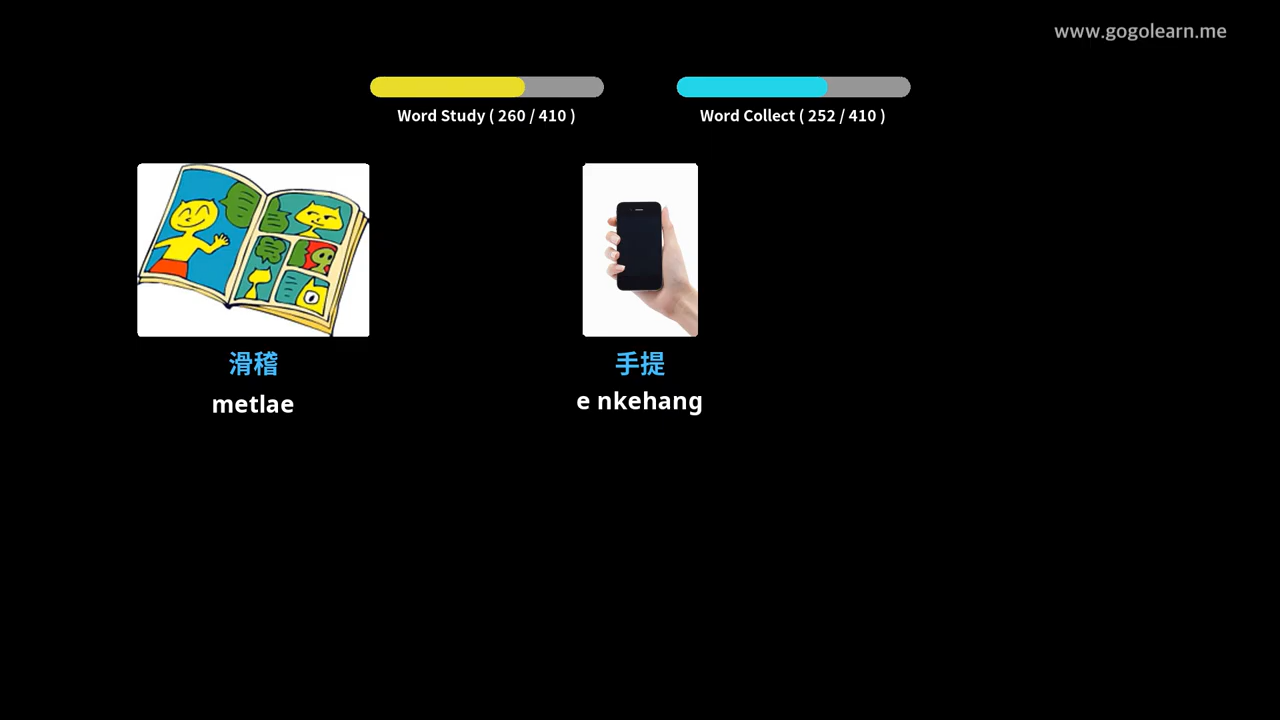 www.gogolearn.me
Word Study ( 260 / 410 )
Word Collect ( 252 / 410 )
滑稽
metlae
手提
e nkehang